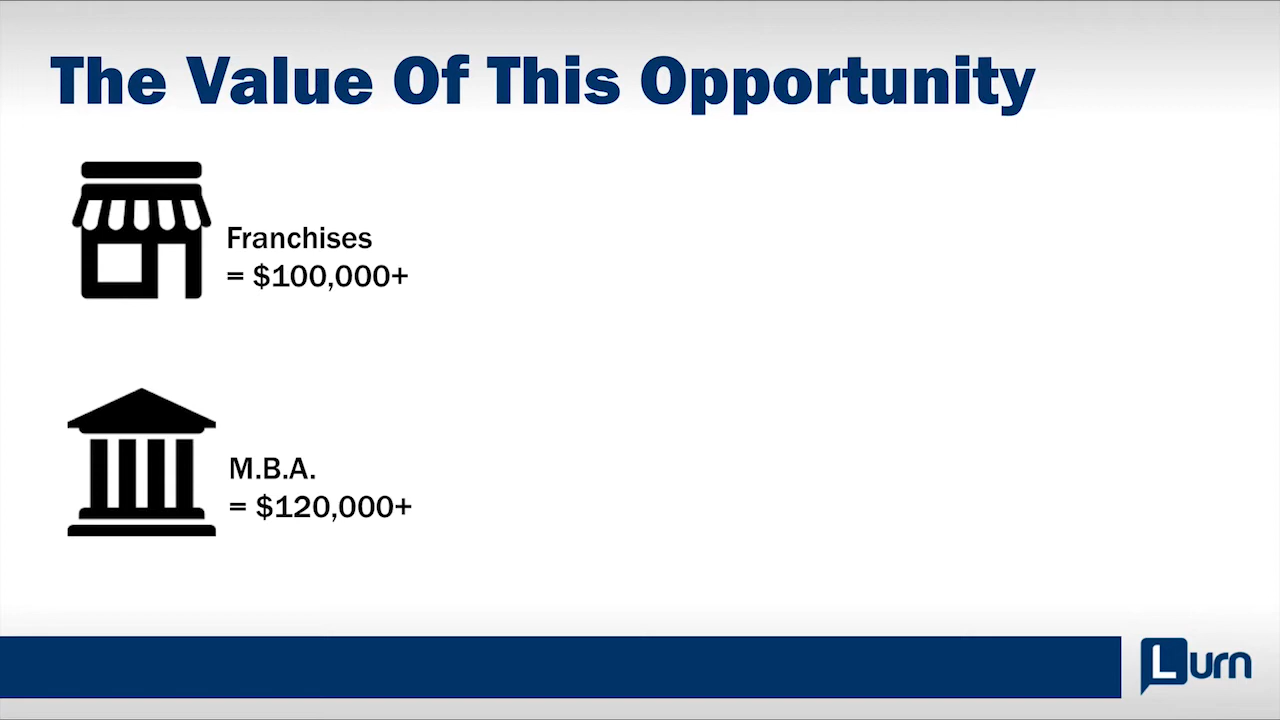 The Value Of This Opportunity
Franchises
= $100,000+
M.B.A.
= $120,000+
Lurn